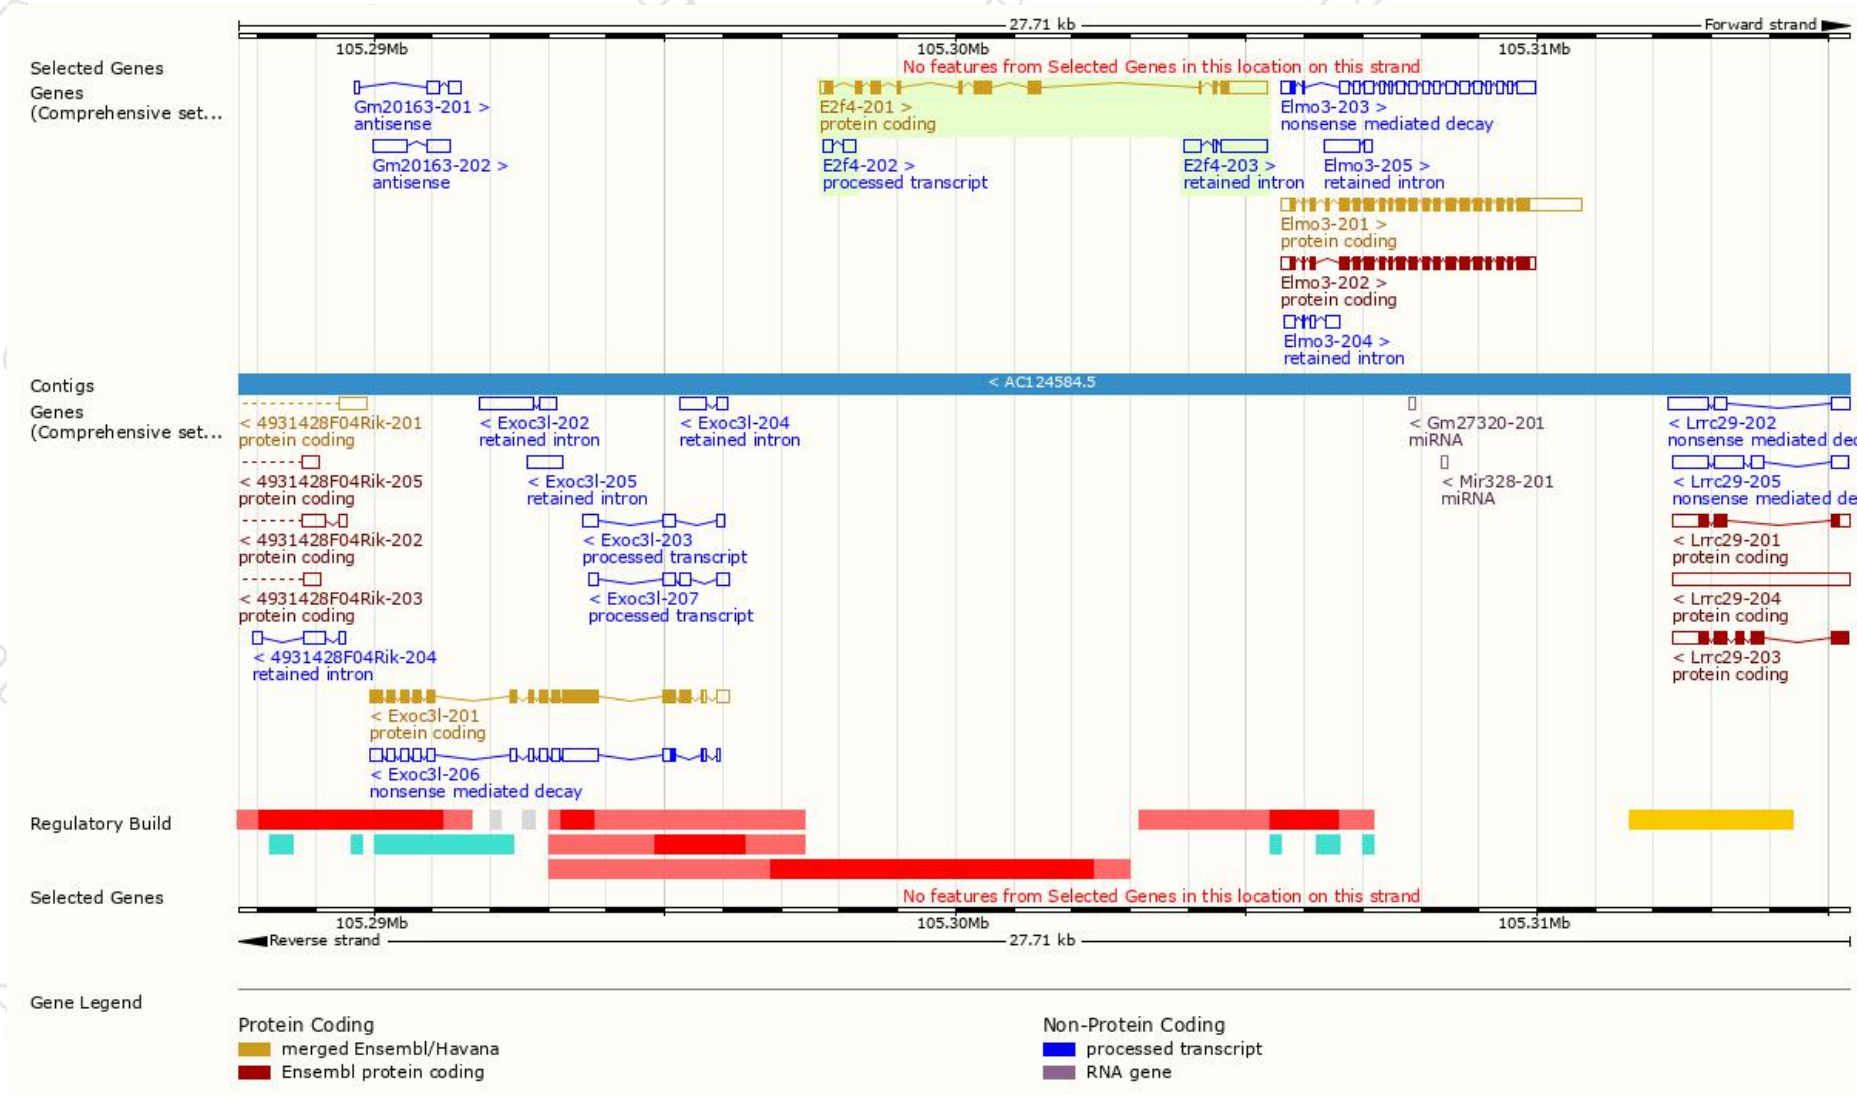 27.71 kb
Forward strand
105.29Mb 105.30Mb 105.31Mb
Selected Genes
No features from Selected Genes in this location on this strand
Genes
(Comprehensive set...
Gm20163-201 >
antisense
E2f4-201 >
protein coding
Elmo3-203 >
nonsense mediated decay
Gm20163-202 >
antisense
E2f4-202 >
processed transcript
E2f4-203 >
retained intron
Elmo3-205 >
retained intron
Elmo3-201 >
protein coding
Elmo3-202 >
protein coding
Elmo3-204 >
retained intron
Contigs
< AC124584.5
Genes
(Comprehensive set...
< 4931428F04Rik-201
protein coding
< Exoc3l-202
retained intron
< Exoc3l-204
retained intron
< Gm27320-201
miRNA
< Lrrc29-202
nonsense mediated dec
< 4931428F04Rik-205
protein coding
< Exoc3l-205
retained intron
< Mir328-201
miRNA
< Lrrc29-205
nonsense mediated de
< 4931428F04Rik-202
protein coding
< Exoc3l-203
processed transcript
< Lrrc29-201
protein coding
< 4931428F04Rik-203
protein coding
< Exoc3l-207
processed transcript
< Lrrc29-204
protein coding
< 4931428F04Rik-204
retained intron
< Lrrc29-203
protein coding
< Exoc3l-201
protein coding
< Exoc3l-206
nonsense mediated decay
Regulatory Build
Selected Genes
No features from Selected Genes in this location on this strand
105.29Mb 105.30Mb 105.31Mb
Reverse strand
27.71 kb
Gene Legend
Protein Coding
merged Ensembl/Havana
Ensembl protein coding
Non-Protein Coding
processed transcript
RNA gene